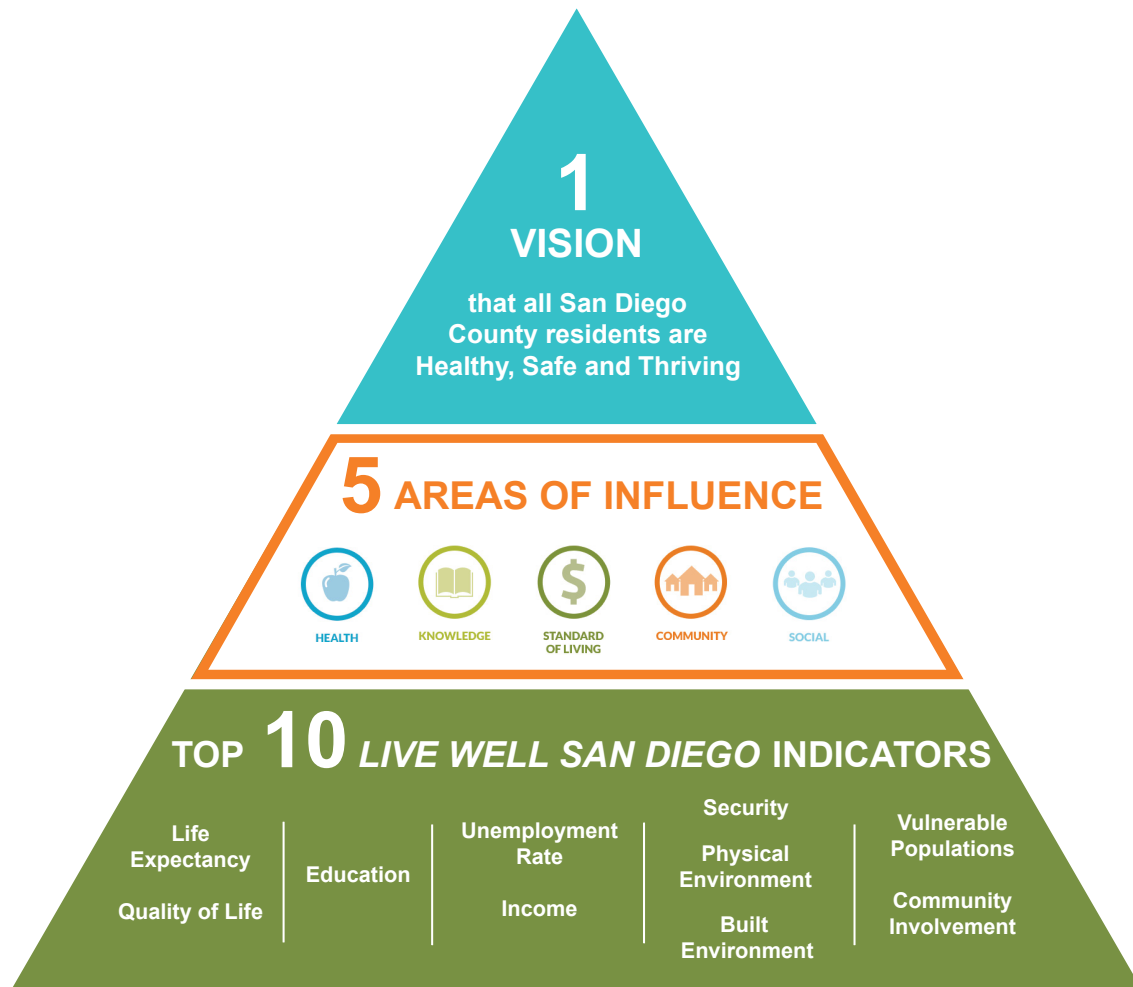 1
VISION
that all San Diego
County residents are
Healthy, Safe and Thriving
5 AREAS OF INFLUENCE
HEALTH
KNOWLEDGE
STANDARD
OF LIVING
COMMUNITY
SOCIAL
TOP 10 LIVE WELL SAN DIEGO INDICATORS
Life
Expectancy
Quality of Life
Education
Unemployment
Rate
Income
Security
Physical
Environment
Built
Environment
Vulnerable
Populations
Community
Involvement